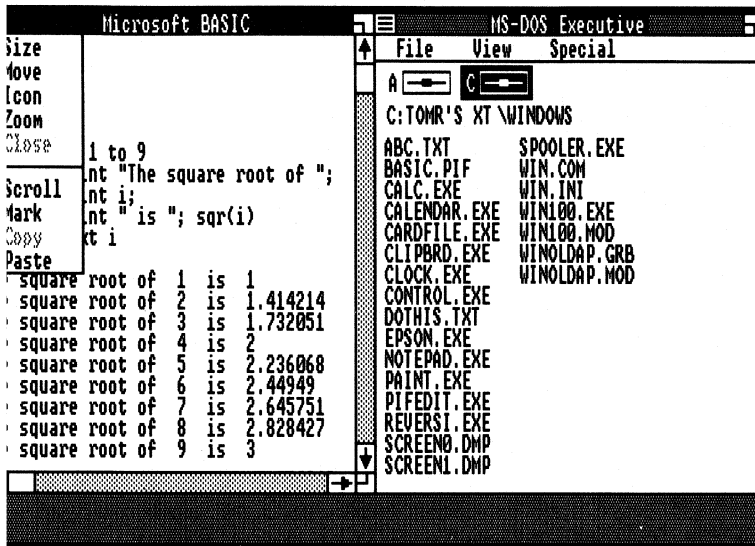 Microsoft BASIC
Size
Move
Icon
Zoom
Close
Scroll
Mark
Copy
Paste
1 to 9
nt "The square root of ";
nt i;
nt " is "; sqr(i)
xt i
square root of 1 is 1
square root of 2 is 1.414214
square root of 3 is 1.732051
square root of 4 is 2
square root of 5 is 2.236068
square root of 6 is 2.44949
square root of 7 is 2.645751
square root of 8 is 2.828427
square root of 9 is 3
MS-DOS Executive
File View Special
A C
C:TOMR'S XT \WINDOWS
ABC.TXT SPOOLER.EXE
BASIC.PIF WIN.COM
CALC.EXE WIN.INI
CALENDAR.EXE WIN100.EXE
CARDFILE.EXE WIN100.MOD
CLIPBRD.EXE WINOLDAP.GRB
CLOCK.EXE WINOLDAP.MOD
CONTROL.EXE
DOTHIS.TXT
EPSON.EXE
NOTEPAD.EXE
PAINT.EXE
PIFEDIT.EXE
REVERSI.EXE
SCREEN0.DMP
SCREEN1.DMP